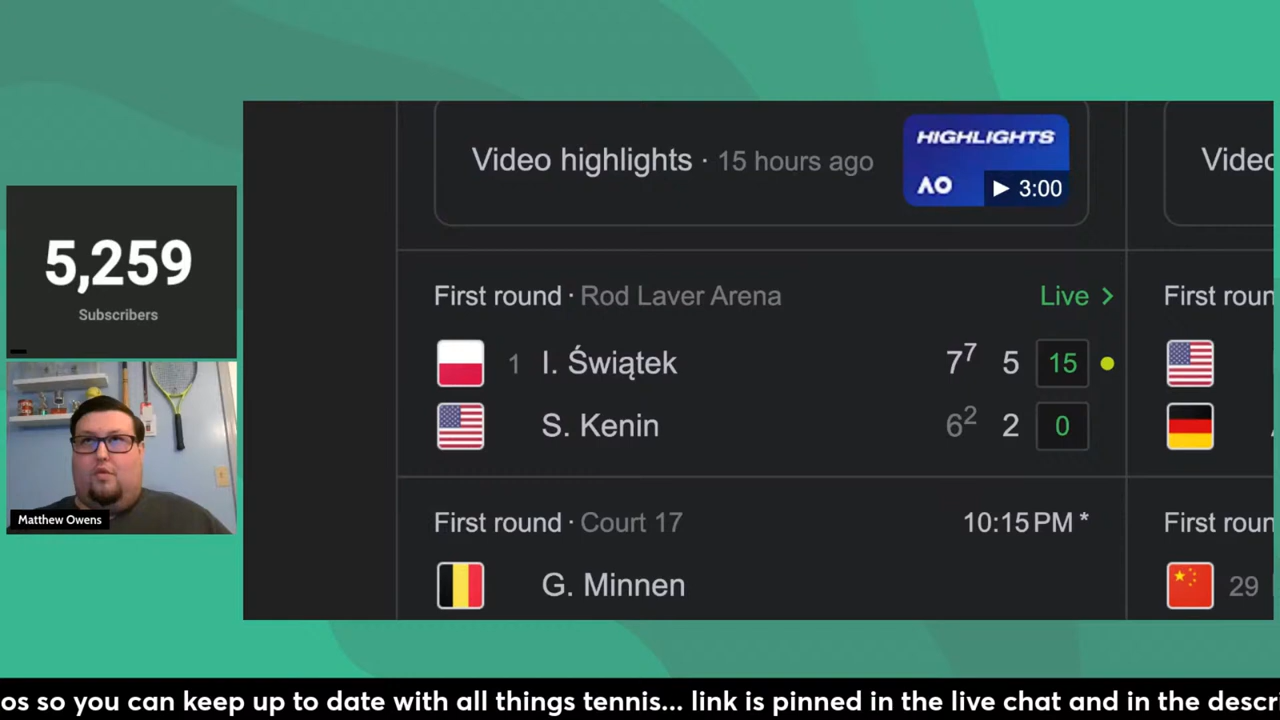 HIGHLIGHTS
Video highlights · 15 hours ago
AO
3:00
5,259
Subscribers
First round · Rod Laver Arena
Live
First roun
1 I. Świątek 7⁷ 5 15
S. Kenin 6² 2 0
Matthew Owens
First round · Court 17
10:15 PM *
First roun
G. Minnen
29
os so you can keep up to date with all things tennis... link is pinned in the live chat and in the descri